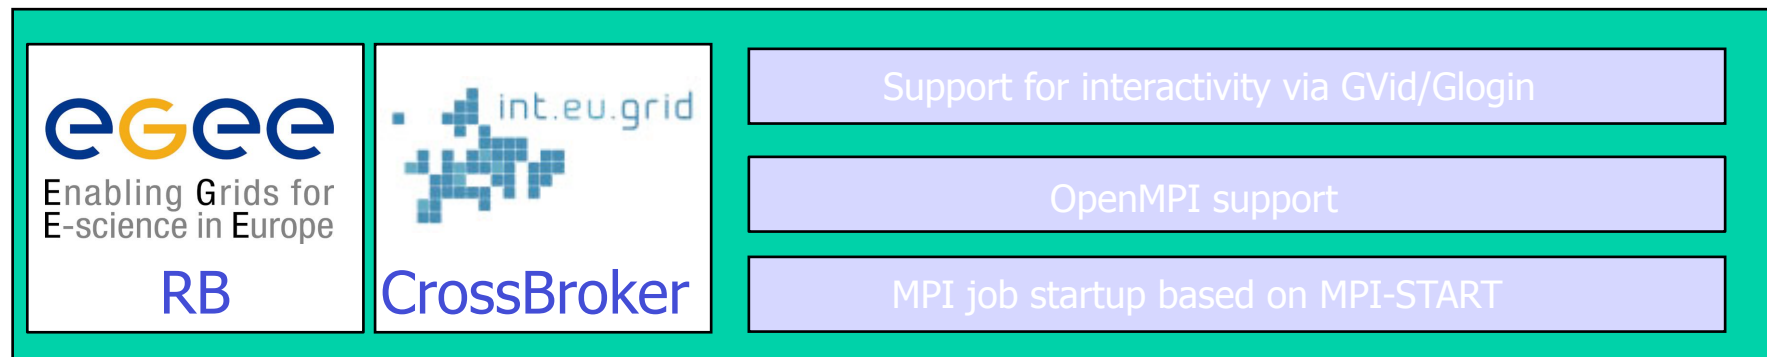 eGee
Enabling Grids for
E-science in Europe
RB
int.eu.grid
CrossBroker
Support for interactivity via GVid/Glogin
OpenMPI support
MPI job startup based on MPI-START